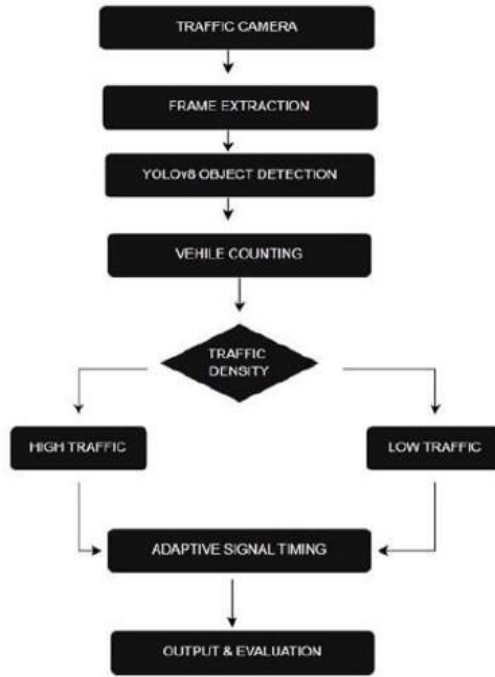 TRAFFIC CAMERA
FRAME EXTRACTION
YOLOv8 OBJECT DETECTION
VEHILE COUNTING
TRAFFIC
DENSITY
HIGH TRAFFIC
LOW TRAFFIC
ADAPTIVE SIGNAL TIMING
OUTPUT & EVALUATION